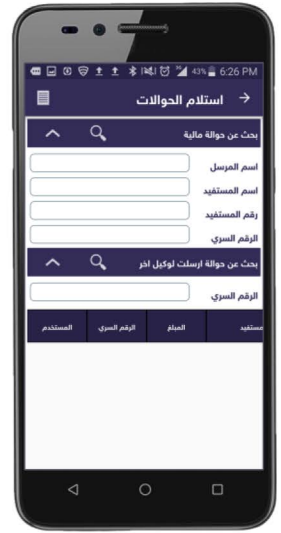 43% 6:26 PM
استلام الحوالات
بحث عن حوالة مالية
اسم المرسل
اسم المستفيد
رقم المستفيد
الرقم السري
بحث عن حوالة ارسلت لوكيل اخر
الرقم السري
مستفيد المبلغ الرقم السري المستخدم